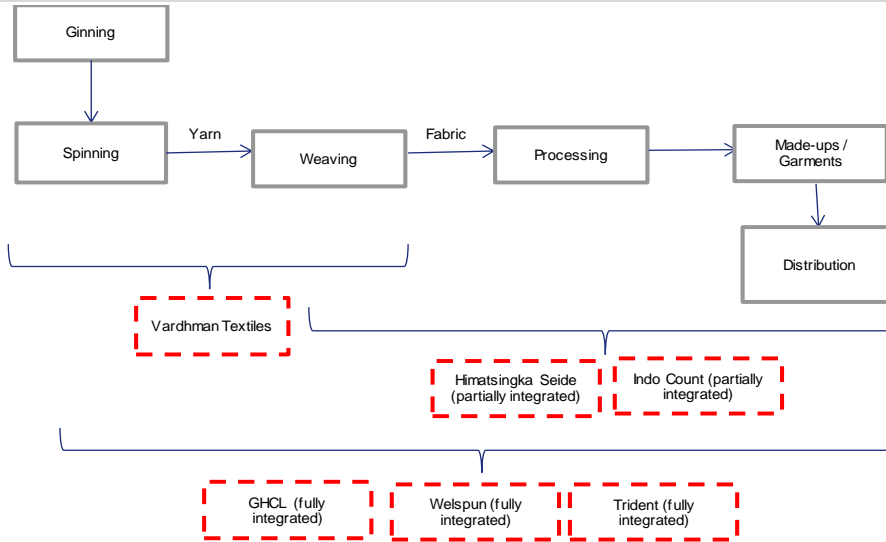 Ginning
Spinning
Yarn
Weaving
Fabric
Processing
Made-ups /
Garments
Distribution
Vardhman Textiles
Himatsingka Seide
(partially integrated)
Indo Count (partially
integrated)
GHCL (fully
integrated)
Welspun (fully
integrated)
Trident (fully
integrated)